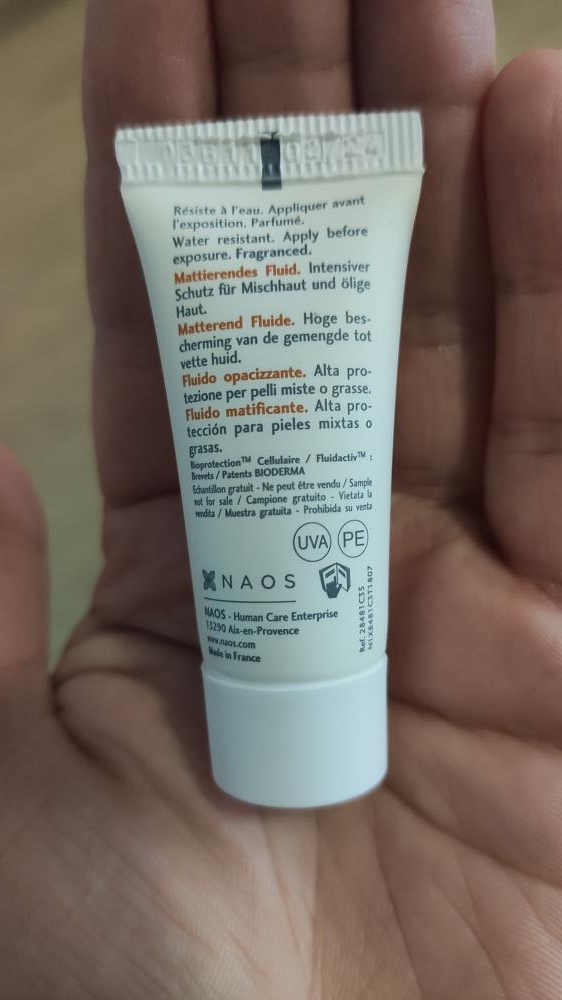 Résiste à l'eau. Appliquer avant
l'exposition. Parfumé.
Water resistant. Apply before
exposure. Fragranced.
Mattierendes Fluid. Intensiver
Schutz für Mischhaut und ölige
Haut.
Matterend Fluide. Hoge bes-
cherming van de gemengde tot
vette huid.
Fluido opacizzante. Alta pro-
tezione per pelli miste o grasse.
Fluido matificante. Alta pro-
tección para pieles mixtas o
grasas.
Bioprotection™ Cellulaire / Fluidactiv™ :
Brevets / Patents BIODERMA
Echantillon gratuit - Ne peut être vendu / Sample
not for sale / Campione gratuito - Vietata la
vendita / Muestra gratuita - Prohibida su venta
UVA PE
NAOS
NAOS - Human Care Enterprise
13290 Aix-en-Provence
www.naos.com
Made in France
Ref. 28481C35